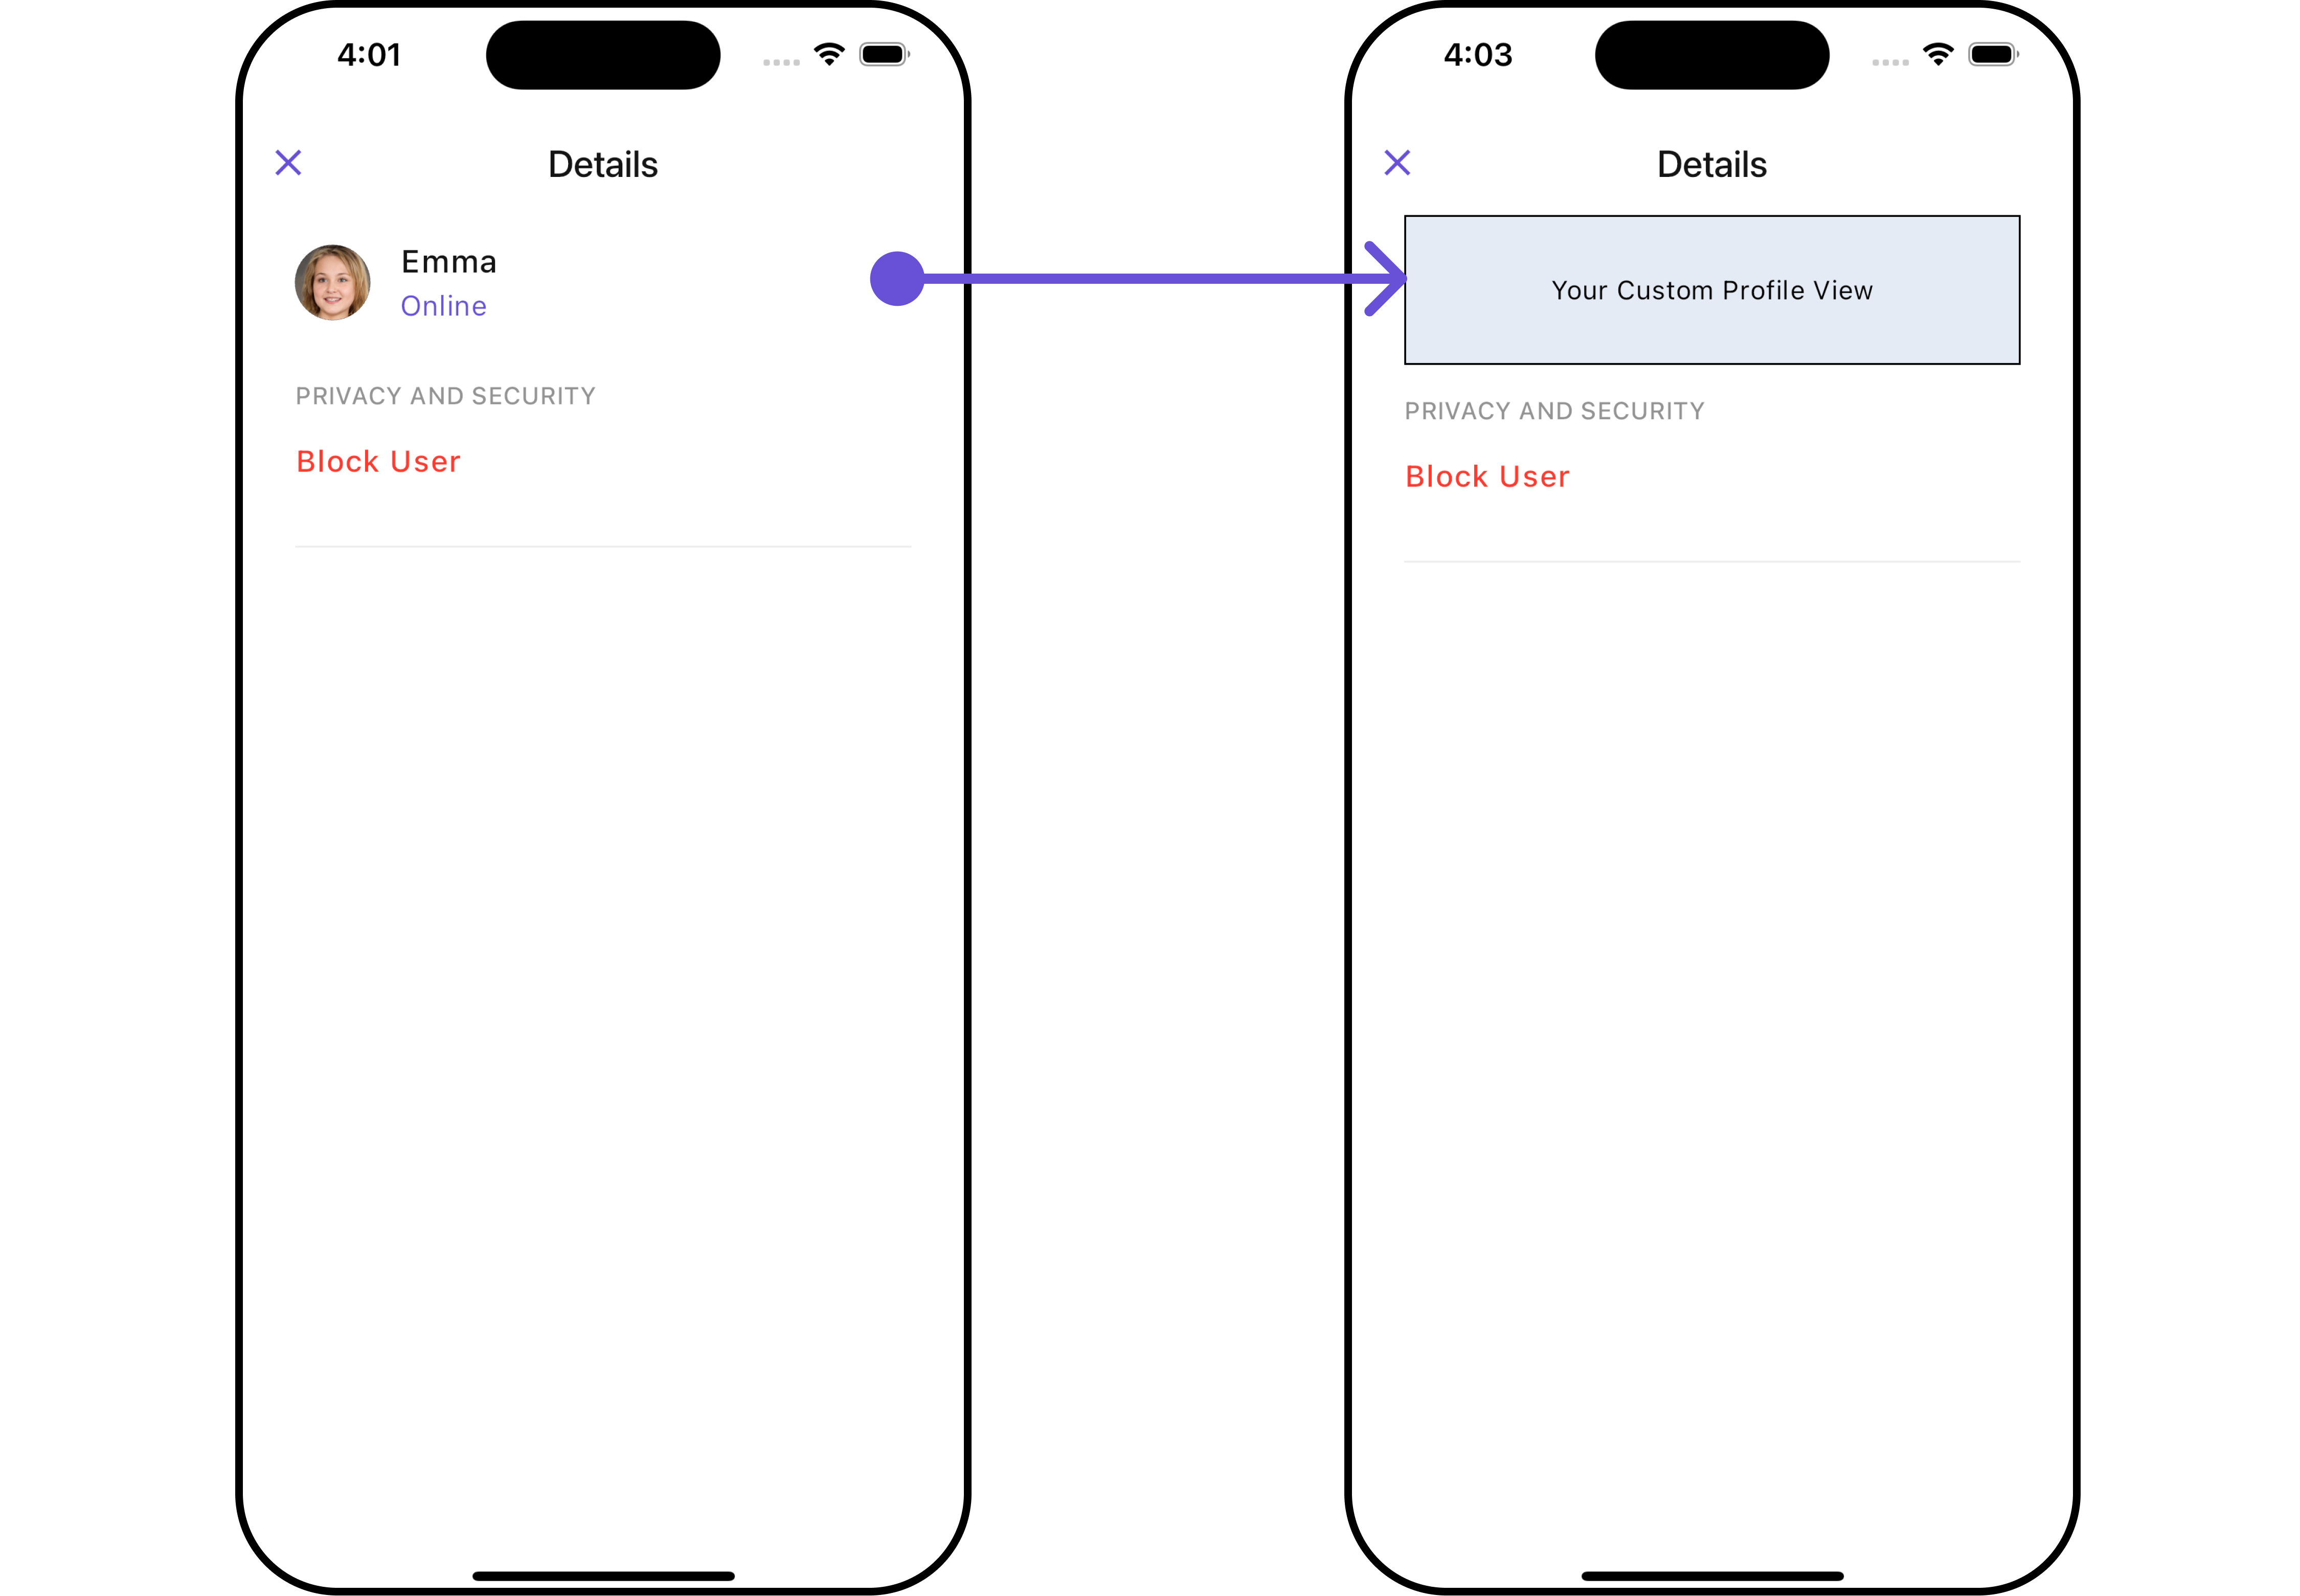 4:01
Details
Emma
Online
PRIVACY AND SECURITY
Block User
4:03
Details
Your Custom Profile View
PRIVACY AND SECURITY
Block User